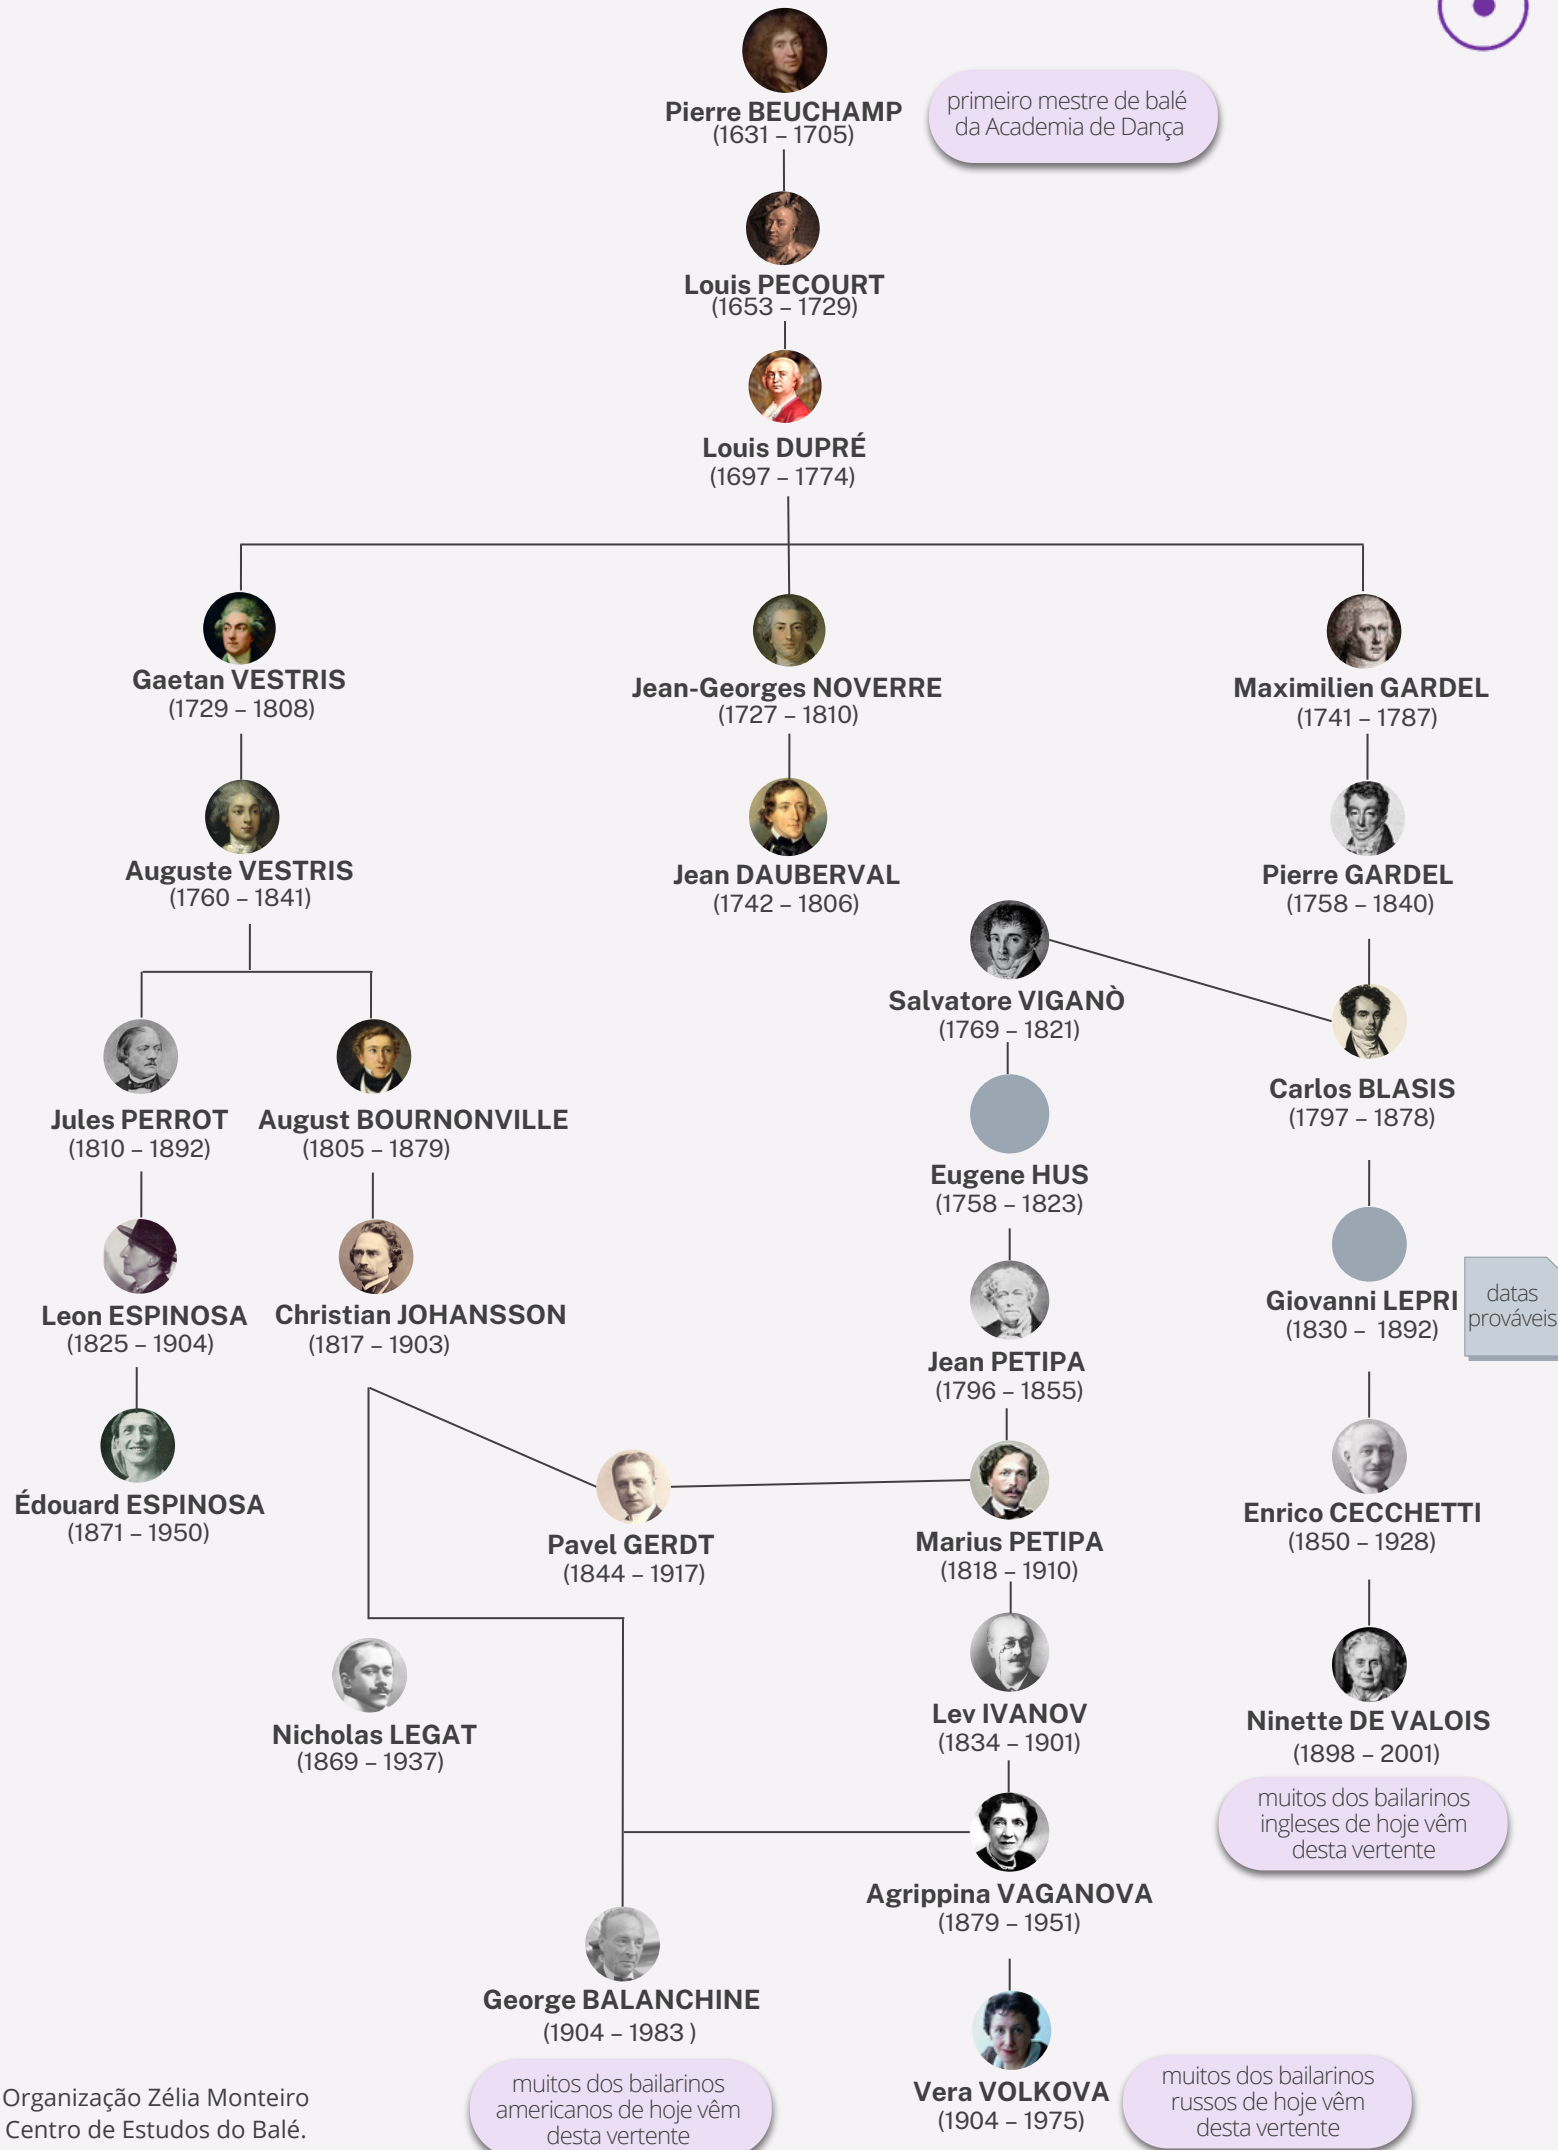 Pierre BEUCHAMP
(1631 – 1705)
primeiro mestre de balé
da Academia de Dança
Louis PECOURT
(1653 – 1729)
Louis DUPRÉ
(1697 – 1774)
Gaetan VESTRIS
(1729 – 1808)
Jean-Georges NOVERRE
(1727 – 1810)
Maximilien GARDEL
(1741 – 1787)
Auguste VESTRIS
(1760 – 1841)
Jean DAUBERVAL
(1742 – 1806)
Pierre GARDEL
(1758 – 1840)
Salvatore VIGANÒ
(1769 – 1821)
Carlos BLASIS
(1797 – 1878)
Jules PERROT
(1810 – 1892)
August BOURNONVILLE
(1805 – 1879)
Eugene HUS
(1758 – 1823)
Leon ESPINOSA
(1825 – 1904)
Christian JOHANSSON
(1817 – 1903)
Giovanni LEPRI
(1830 – 1892)
datas
prováveis
Jean PETIPA
(1796 – 1855)
Édouard ESPINOSA
(1871 – 1950)
Pavel GERDT
(1844 – 1917)
Marius PETIPA
(1818 – 1910)
Enrico CECCHETTI
(1850 – 1928)
Nicholas LEGAT
(1869 – 1937)
Lev IVANOV
(1834 – 1901)
Ninette DE VALOIS
(1898 – 2001)
muitos dos bailarinos
ingleses de hoje vêm
desta vertente
Agrippina VAGANOVA
(1879 – 1951)
George BALANCHINE
(1904 – 1983 )
muitos dos bailarinos
americanos de hoje vêm
desta vertente
Vera VOLKOVA
(1904 – 1975)
muitos dos bailarinos
russos de hoje vêm
desta vertente
Organização Zélia Monteiro
Centro de Estudos do Balé.